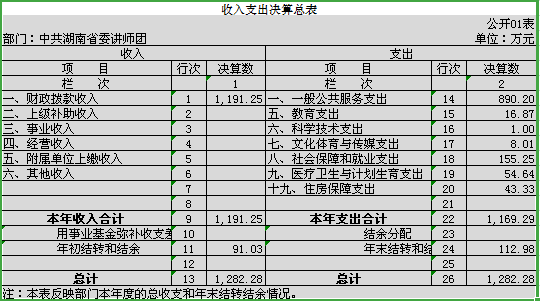 收入支出决算总表
公开01表
部门：中共湖南省委讲师团 单位：万元
收入 支出
项 目 行次 决算数 项 目 行次 决算数
栏 次 1 栏 次 2
一、财政拨款收入 1 1,191.25 一、一般公共服务支出 14 890.20
二、上级补助收入 2 五、教育支出 15 16.87
三、事业收入 3 六、科学技术支出 16 1.00
四、经营收入 4 七、文化体育与传媒支出 17 8.01
五、附属单位上缴收入 5 八、社会保障和就业支出 18 155.25
六、其他收入 6 九、医疗卫生与计划生育支出 19 54.64
7 十九、住房保障支出 20 43.33
8 21
本年收入合计 9 1,191.25 本年支出合计 22 1,169.29
用事业基金弥补收支差 10 结余分配 23
年初结转和结余 11 91.03 年末结转和结 24 112.98
12 25
总计 13 1,282.28 总计 26 1,282.28
注：本表反映部门本年度的总收支和年末结转结余情况。